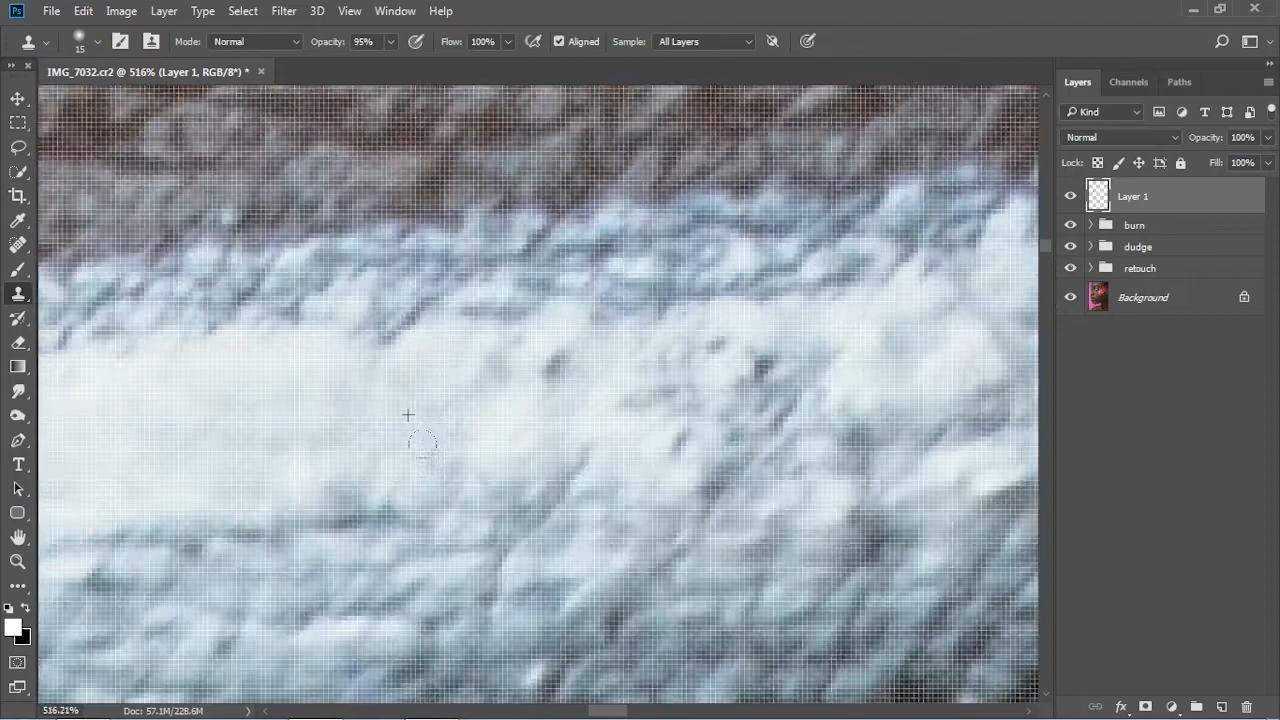 Ps File Edit Image Layer Type Select Filter 3D View Window Help
15 Mode: Normal Opacity: 95% Flow: 100% Aligned Sample: All Layers
IMG_7032.cr2 @ 516% (Layer 1, RGB/8*) *
Layers Channels Paths
Kind
Normal Opacity: 100%
Lock: Fill: 100%
Layer 1
burn
dudge
retouch
Background
516.21% Doc: 57.1M/228.6M